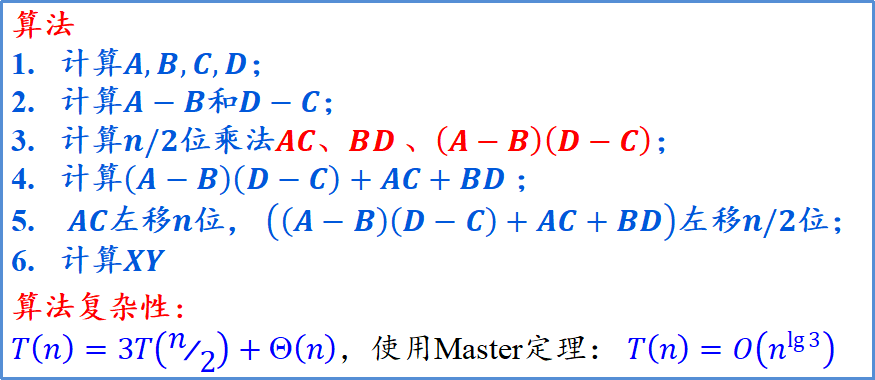 算法
1. 计算A, B, C, D；
2. 计算A − B和D − C；
3. 计算n/2位乘法AC、BD 、(A − B)(D − C)；
4. 计算(A − B)(D − C) + AC + BD ；
5. AC左移n位， ((A − B)(D − C) + AC + BD)左移n/2位；
6. 计算XY
算法复杂性：
T(n) = 3T(n/2) + Θ(n)，使用Master定理： T(n) = O(n^{lg 3})